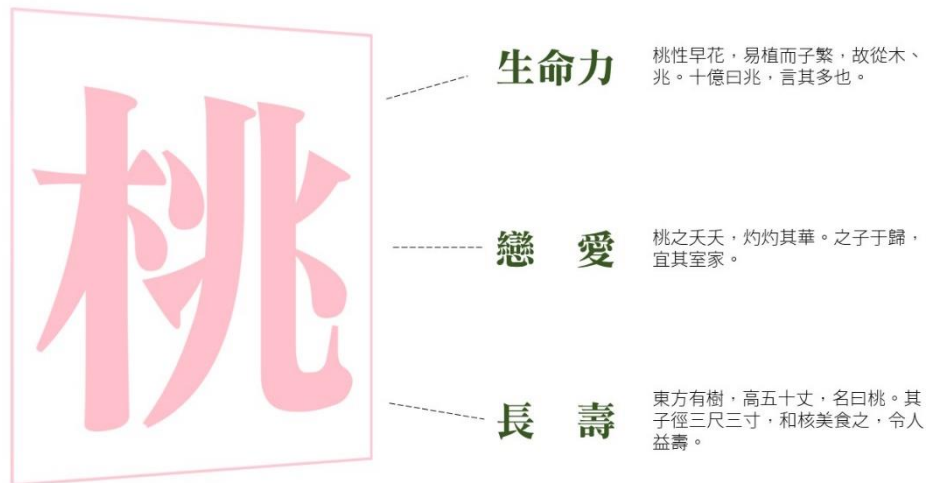 桃
生命力
桃性早花，易植而子繁，故從木、
兆。十億曰兆，言其多也。
戀愛
桃之夭夭，灼灼其華。之子于歸，
宜其室家。
長壽
東方有樹，高五十丈，名曰桃。其
子徑三尺三寸，和核美食之，令人
益壽。